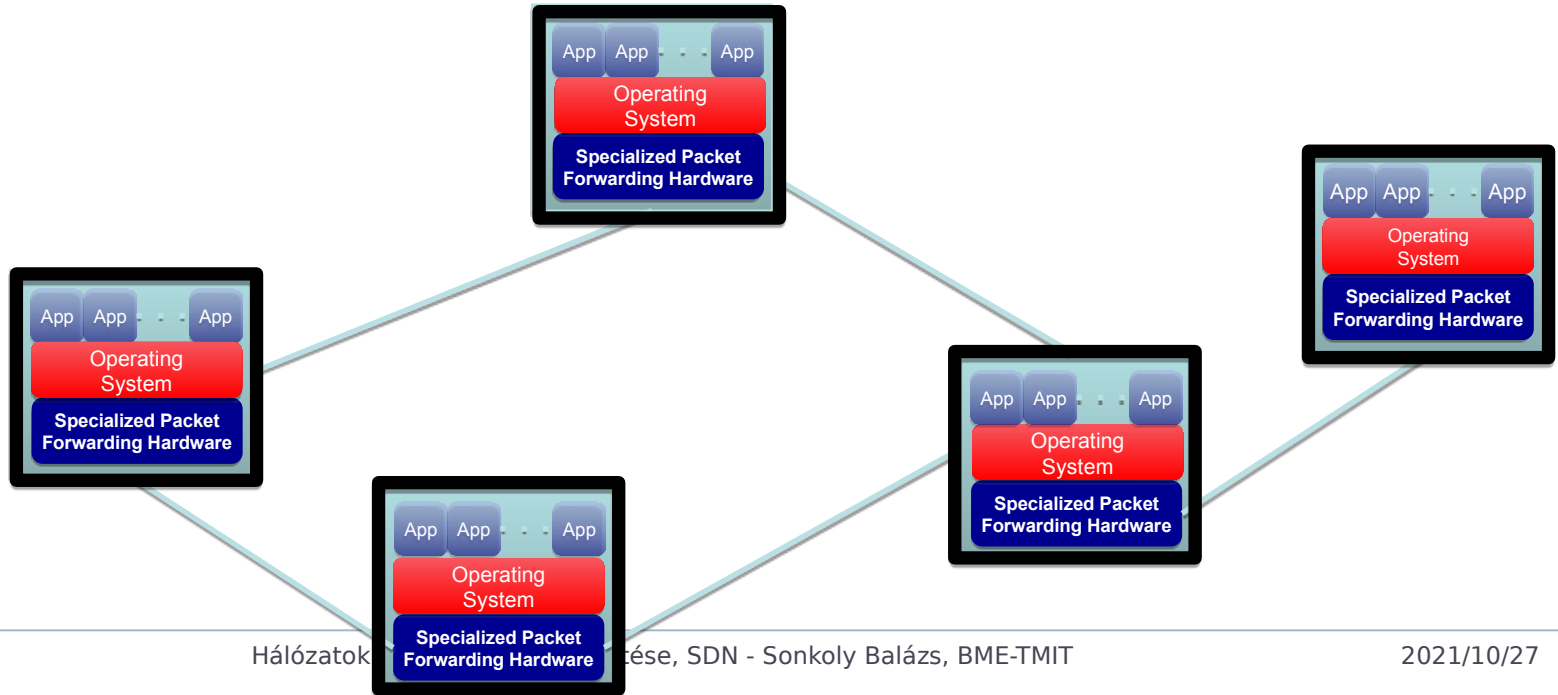 App App . . . App
Operating
System
Specialized Packet
Forwarding Hardware
App App . . . App
Operating
System
Specialized Packet
Forwarding Hardware
App App . . . App
Operating
System
Specialized Packet
Forwarding Hardware
App App . . . App
Operating
System
Specialized Packet
Forwarding Hardware
App App . . . App
Operating
System
Specialized Packet
Forwarding Hardware
Hálózatok tése, SDN - Sonkoly Balázs, BME-TMIT 2021/10/27